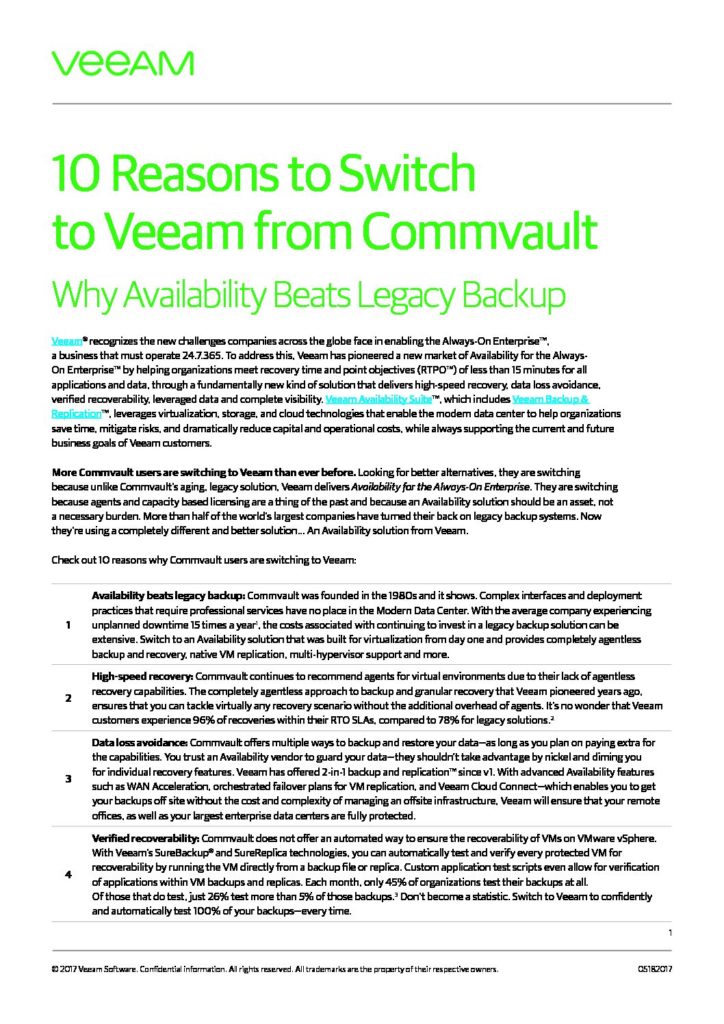 veeam
10 Reasons to Switch
to Veeam from Commvault
Why Availability Beats Legacy Backup
Veeam® recognizes the new challenges companies across the globe face in enabling the Always-On Enterprise™,
a business that must operate 24.7.365. To address this, Veeam has pioneered a new market of Availability for the Always-
On Enterprise™ by helping organizations meet recovery time and point objectives (RTPO™) of less than 15 minutes for all
applications and data, through a fundamentally new kind of solution that delivers high-speed recovery, data loss avoidance,
verified recoverability, leveraged data and complete visibility. Veeam Availability Suite™, which includes Veeam Backup &
Replication™, leverages virtualization, storage, and cloud technologies that enable the modern data center to help organizations
save time, mitigate risks, and dramatically reduce capital and operational costs, while always supporting the current and future
business goals of Veeam customers.
More Commvault users are switching to Veeam than ever before. Looking for better alternatives, they are switching
because unlike Commvault's aging, legacy solution, Veeam delivers Availability for the Always-On Enterprise. They are switching
because agents and capacity based licensing are a thing of the past and because an Availability solution should be an asset, not
a necessary burden. More than half of the world's largest companies have turned their back on legacy backup systems. Now
they're using a completely different and better solution... An Availability solution from Veeam.
Check out 10 reasons why Commvault users are switching to Veeam:
1
Availability beats legacy backup: Commvault was founded in the 1980s and it shows. Complex interfaces and deployment
practices that require professional services have no place in the Modern Data Center. With the average company experiencing
unplanned downtime 15 times a year¹, the costs associated with continuing to invest in a legacy backup solution can be
extensive. Switch to an Availability solution that was built for virtualization from day one and provides completely agentless
backup and recovery, native VM replication, multi-hypervisor support and more.
2
High-speed recovery: Commvault continues to recommend agents for virtual environments due to their lack of agentless
recovery capabilities. The completely agentless approach to backup and granular recovery that Veeam pioneered years ago,
ensures that you can tackle virtually any recovery scenario without the additional overhead of agents. It's no wonder that Veeam
customers experience 96% of recoveries within their RTO SLAs, compared to 78% for legacy solutions.²
3
Data loss avoidance: Commvault offers multiple ways to backup and restore your data—as long as you plan on paying extra for
the capabilities. You trust an Availability vendor to guard your data—they shouldn't take advantage by nickel and diming you
for individual recovery features. Veeam has offered 2-in-1 backup and replication™ since v1. With advanced Availability features
such as WAN Acceleration, orchestrated failover plans for VM replication, and Veeam Cloud Connect—which enables you to get
your backups off site without the cost and complexity of managing an offsite infrastructure, Veeam will ensure that your remote
offices, as well as your largest enterprise data centers are fully protected.
4
Verified recoverability: Commvault does not offer an automated way to ensure the recoverability of VMs on VMware vSphere.
With Veeam's SureBackup® and SureReplica technologies, you can automatically test and verify every protected VM for
recoverability by running the VM directly from a backup file or replica. Custom application test scripts even allow for verification
of applications within VM backups and replicas. Each month, only 45% of organizations test their backups at all.
Of those that do test, just 26% test more than 5% of those backups.³ Don't become a statistic. Switch to Veeam to confidently
and automatically test 100% of your backups—every time.
1
© 2017 Veeam Software. Confidential information. All rights reserved. All trademarks are the property of their respective owners.
05182017